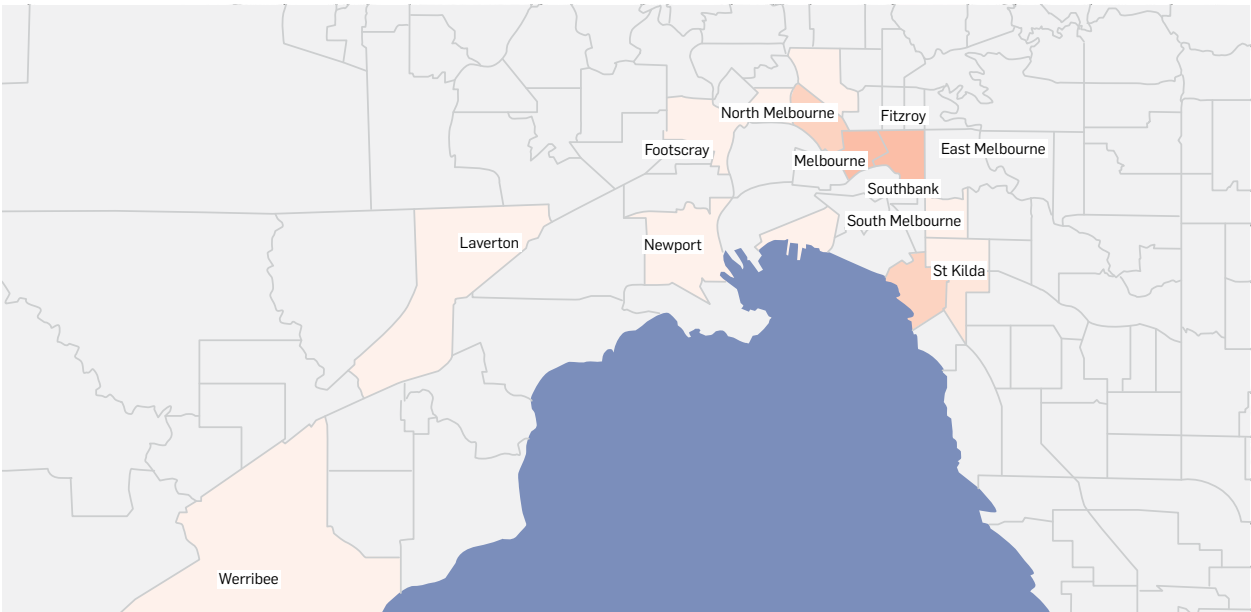 North Melbourne
Fitzroy
Footscray
East Melbourne
Melbourne
Southbank
South Melbourne
Laverton
Newport
St Kilda
Werribee